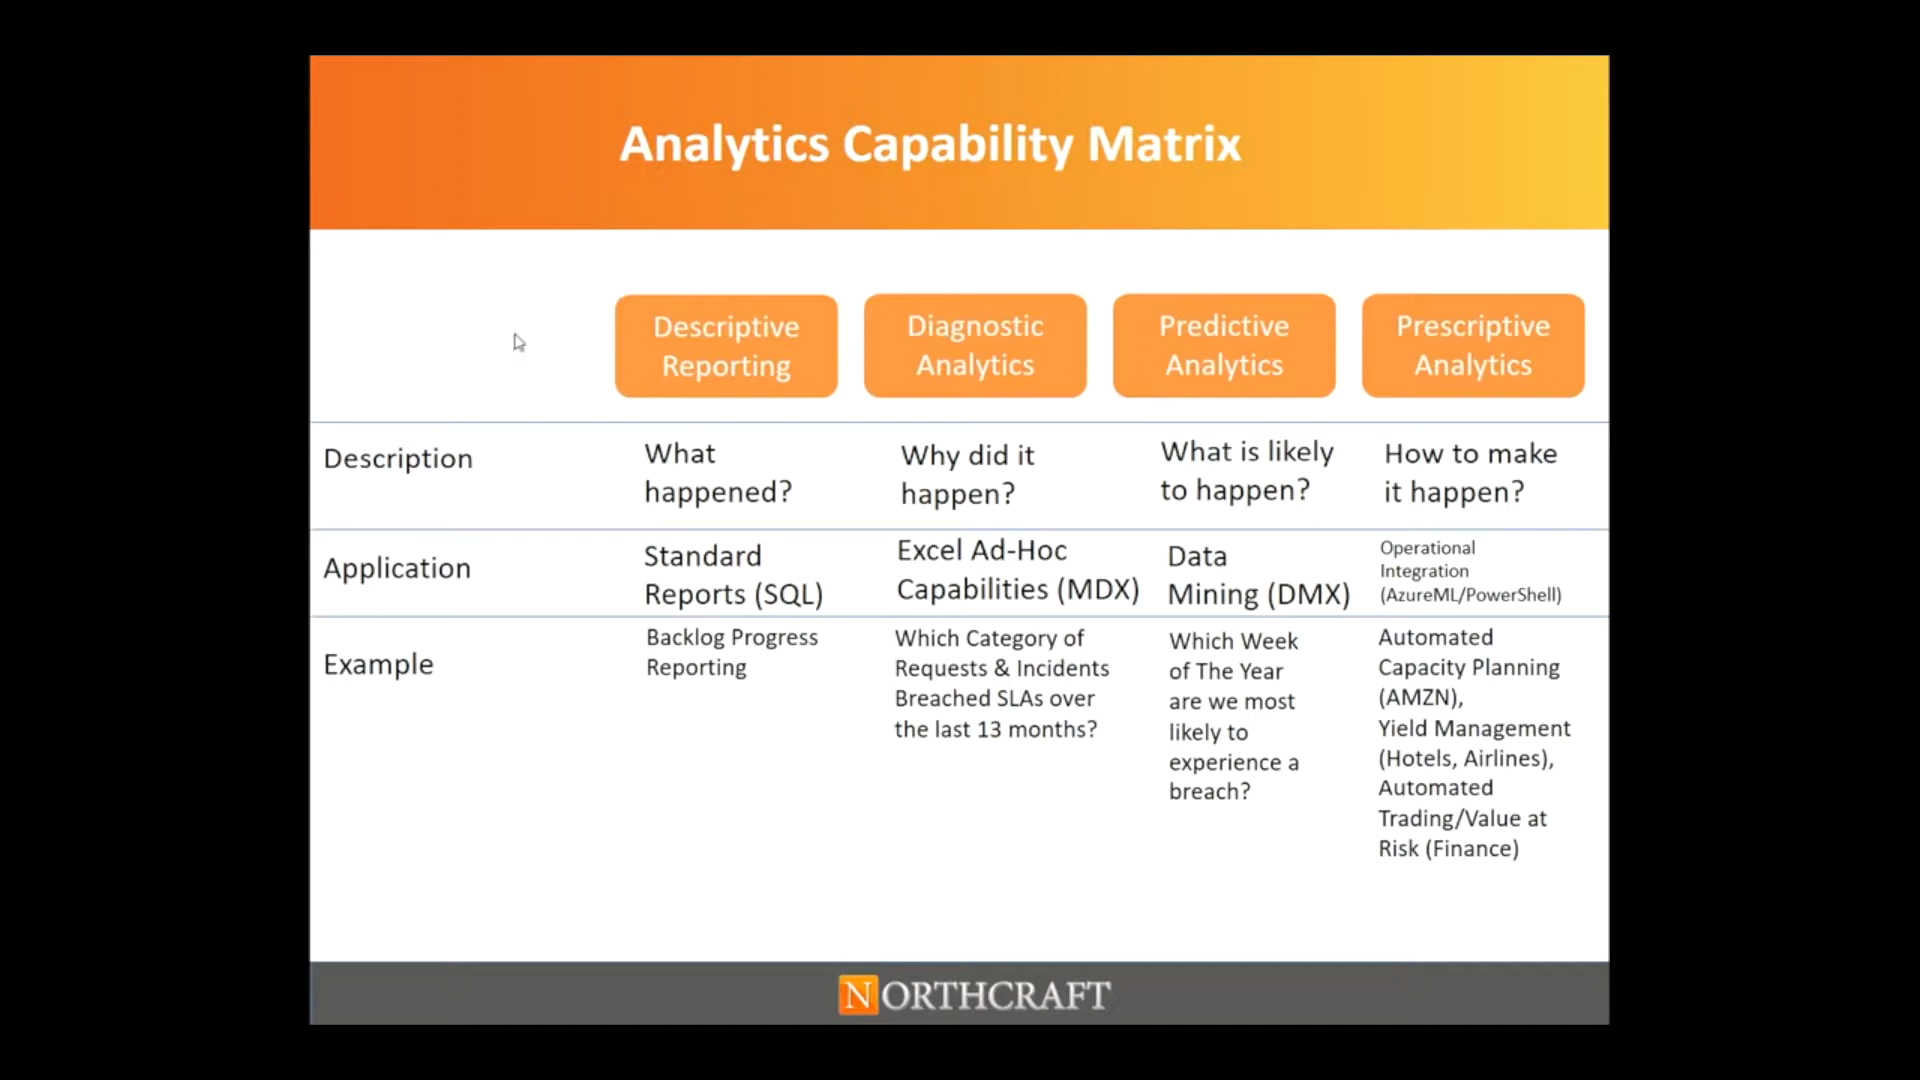 Analytics Capability Matrix
Descriptive
Reporting
Diagnostic
Analytics
Predictive
Analytics
Prescriptive
Analytics
Description
What
happened?
Why did it
happen?
What is likely
to happen?
How to make
it happen?
Application
Standard
Reports (SQL)
Excel Ad-Hoc
Capabilities (MDX)
Data
Mining (DMX)
Operational
Integration
(AzureML/PowerShell)
Example
Backlog Progress
Reporting
Which Category of
Requests & Incidents
Breached SLAs over
the last 13 months?
Which Week
of The Year
are we most
likely to
experience a
breach?
Automated
Capacity Planning
(AMZN),
Yield Management
(Hotels, Airlines),
Automated
Trading/Value at
Risk (Finance)
NORTHCRAFT